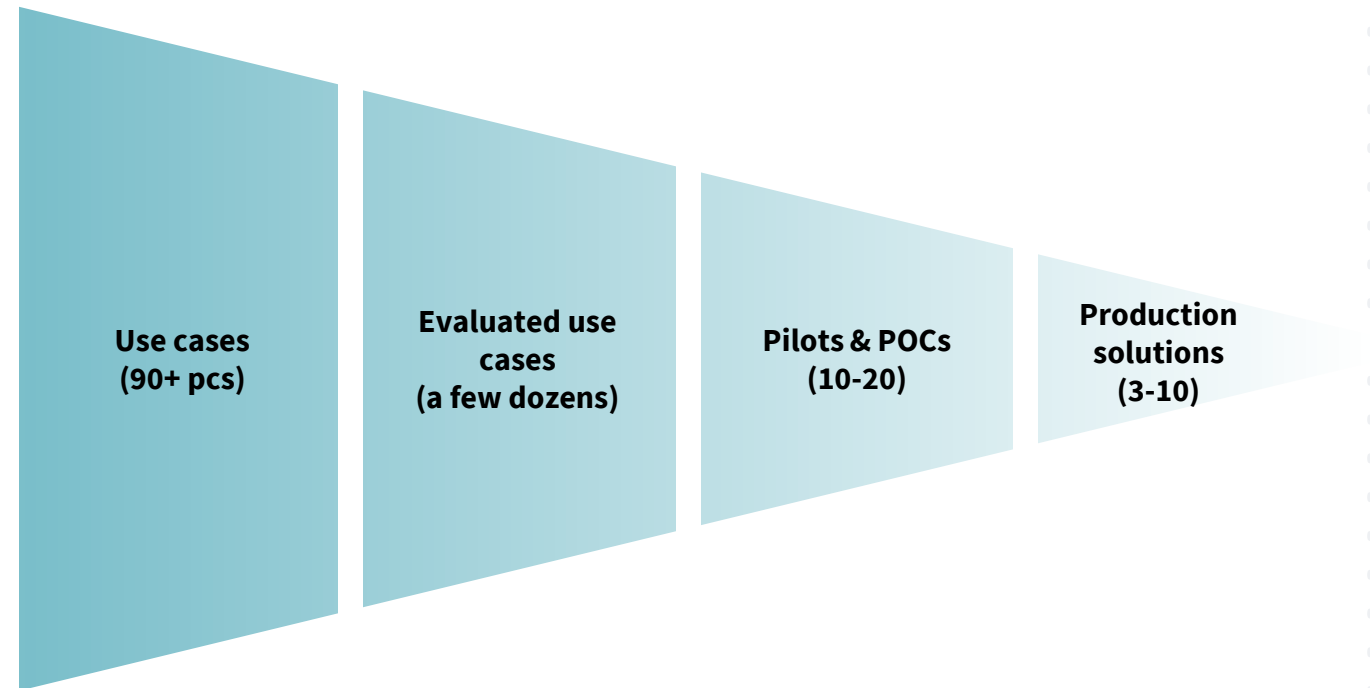 Use cases
(90+ pcs)
Evaluated use
cases
(a few dozens)
Pilots & POCs
(10-20)
Production
solutions
(3-10)